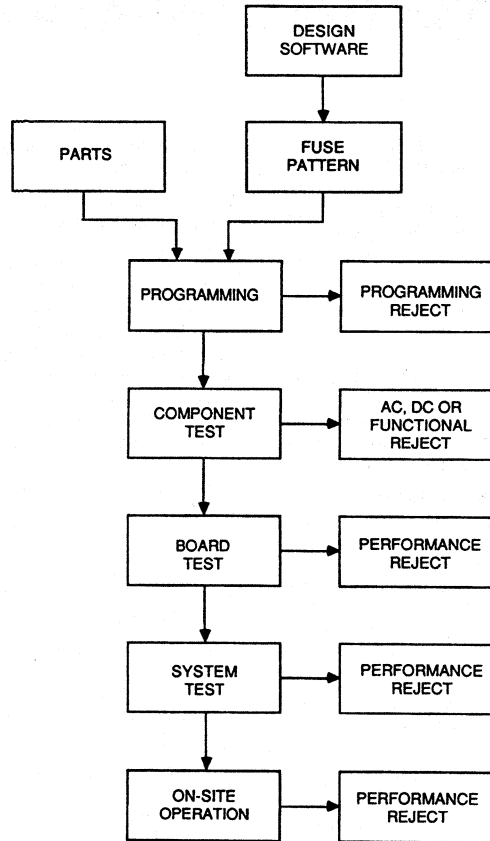 DESIGN
SOFTWARE
PARTS
FUSE
PATTERN
PROGRAMMING
PROGRAMMING
REJECT
COMPONENT
TEST
AC, DC OR
FUNCTIONAL
REJECT
BOARD
TEST
PERFORMANCE
REJECT
SYSTEM
TEST
PERFORMANCE
REJECT
ON-SITE
OPERATION
PERFORMANCE
REJECT